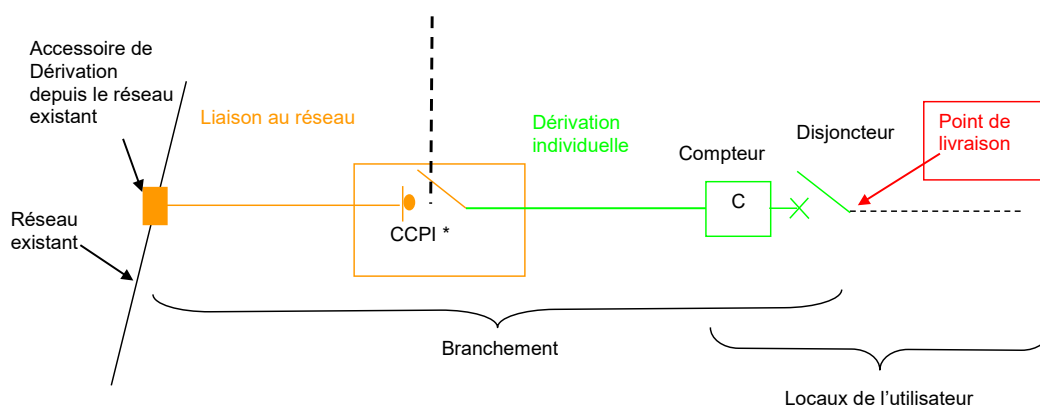 Accessoire de
Dérivation
depuis le réseau
existant
Liaison au réseau
Dérivation
individuelle
Compteur
Disjoncteur
Point de
livraison
C
CCPI *
Réseau
existant
Branchement
Locaux de l'utilisateur